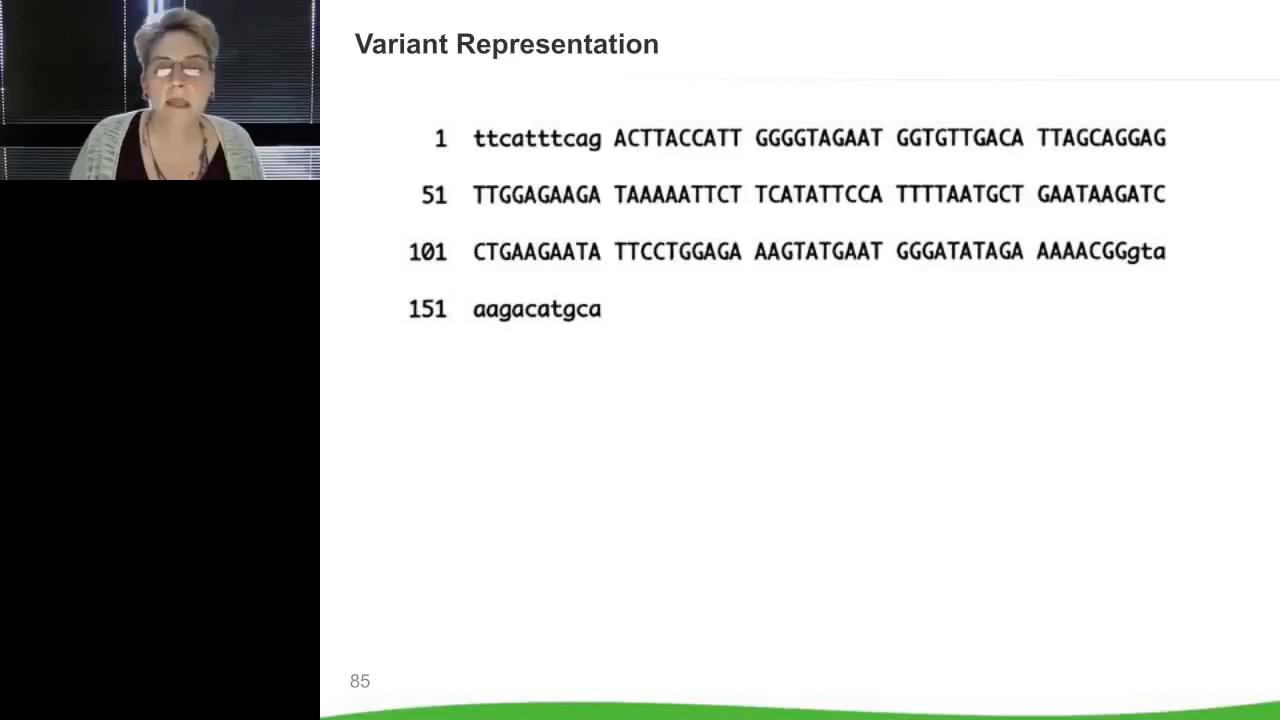 Variant Representation
1 ttcatttcag ACTTACCATT GGGGTAGAAT GGTGTTGACA TTAGCAGGAG
51 TTGGAGAAGA TAAAAATTCT TCATATTCCA TTTTAATGCT GAATAAGATC
101 CTGAAGAATA TTCCTGGAGA AAGTATGAAT GGGATATAGA AAAACGGgta
151 aagacatgca
85